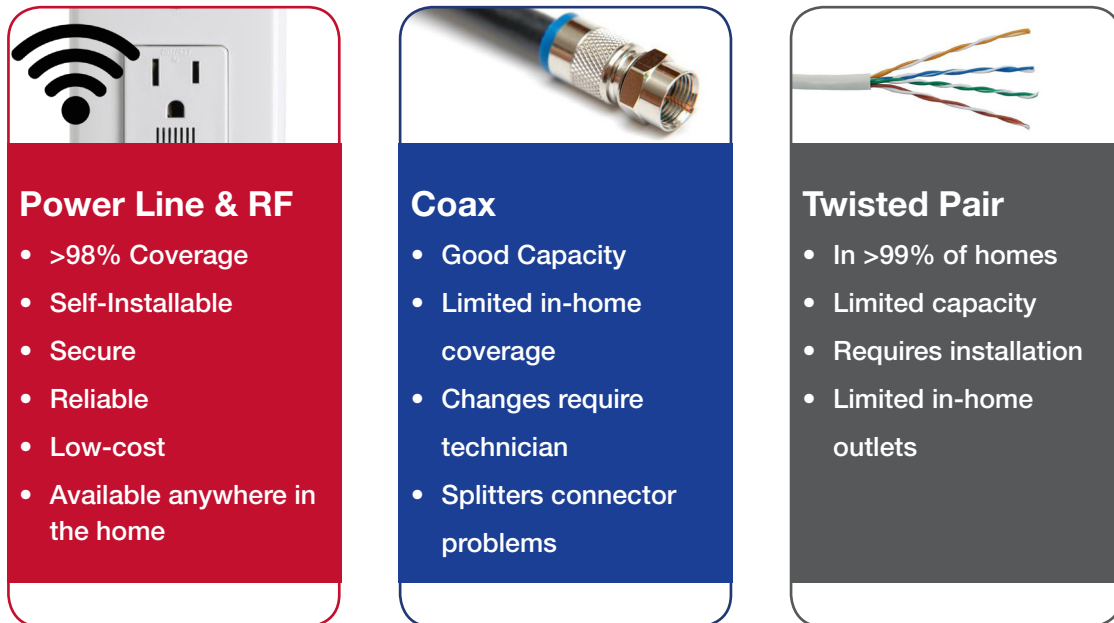 Power Line & RF
• >98% Coverage
• Self-Installable
• Secure
• Reliable
• Low-cost
• Available anywhere in
the home
Coax
• Good Capacity
• Limited in-home
coverage
• Changes require
technician
• Splitters connector
problems
Twisted Pair
• In >99% of homes
• Limited capacity
• Requires installation
• Limited in-home
outlets